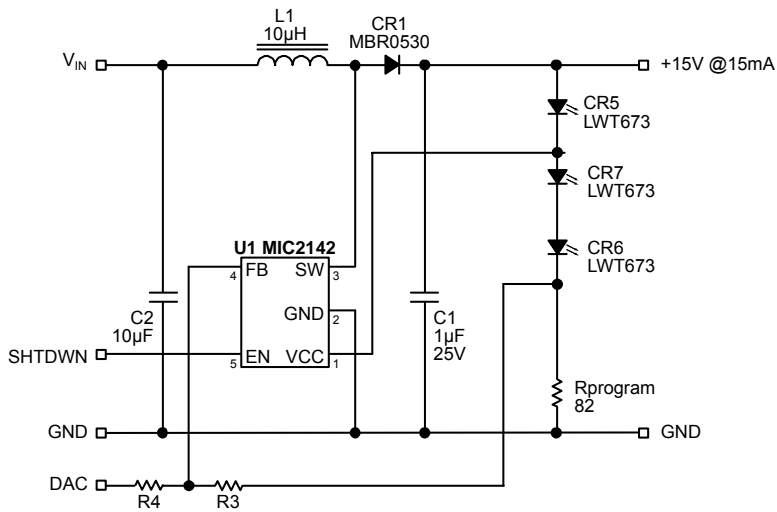 L1
10µH
CR1
MBR0530
VIN
+15V @15mA
CR5
LWT673
CR7
LWT673
U1 MIC2142
4
FB
SW
3
CR6
LWT673
GND
2
C2
10µF
C1
1µF
25V
SHTDWN
5
EN
VCC
1
Rprogram
82
GND
GND
DAC
R4
R3